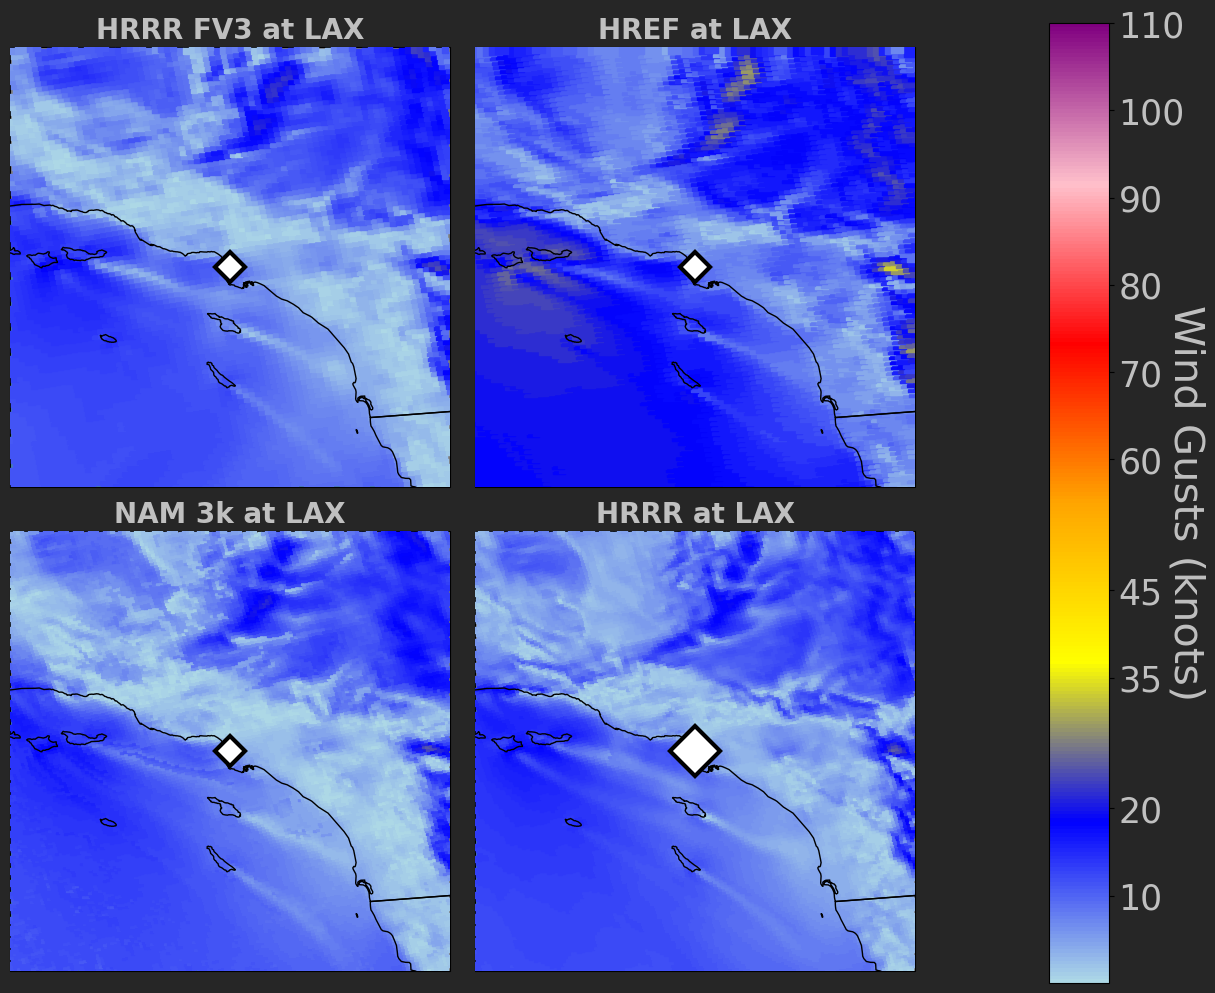 HRRR FV3 at LAX
HREF at LAX
NAM 3k at LAX
HRRR at LAX
110
100
90
80
70
60
45
35
20
10
Wind Gusts (knots)